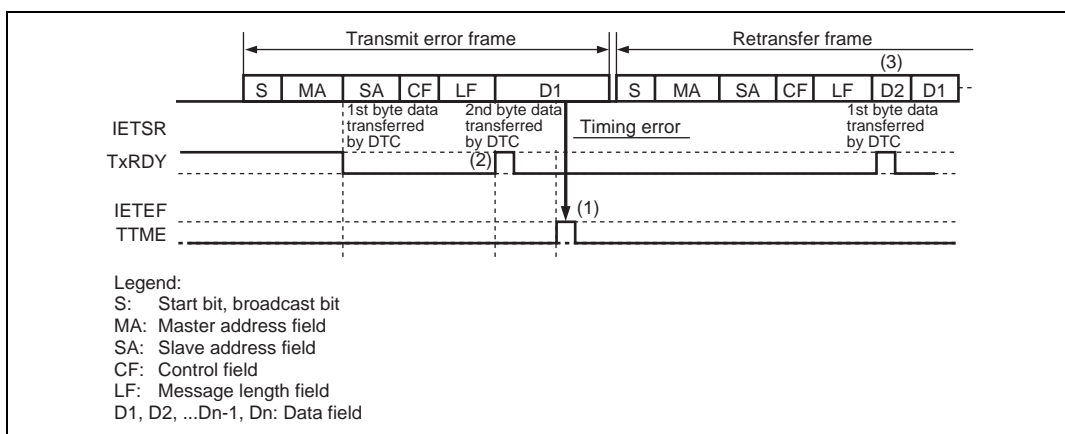 Transmit error frame
Retransfer frame
(3)
S MA SA CF LF D1 S MA SA CF LF D2 D1
1st byte data
transferred
by DTC
2nd byte data
transferred
by DTC
Timing error
1st byte data
transferred
by DTC
IETSR
TxRDY
(2)
IETEF
TTME
(1)
Legend:
S: Start bit, broadcast bit
MA: Master address field
SA: Slave address field
CF: Control field
LF: Message length field
D1, D2, ...Dn-1, Dn: Data field